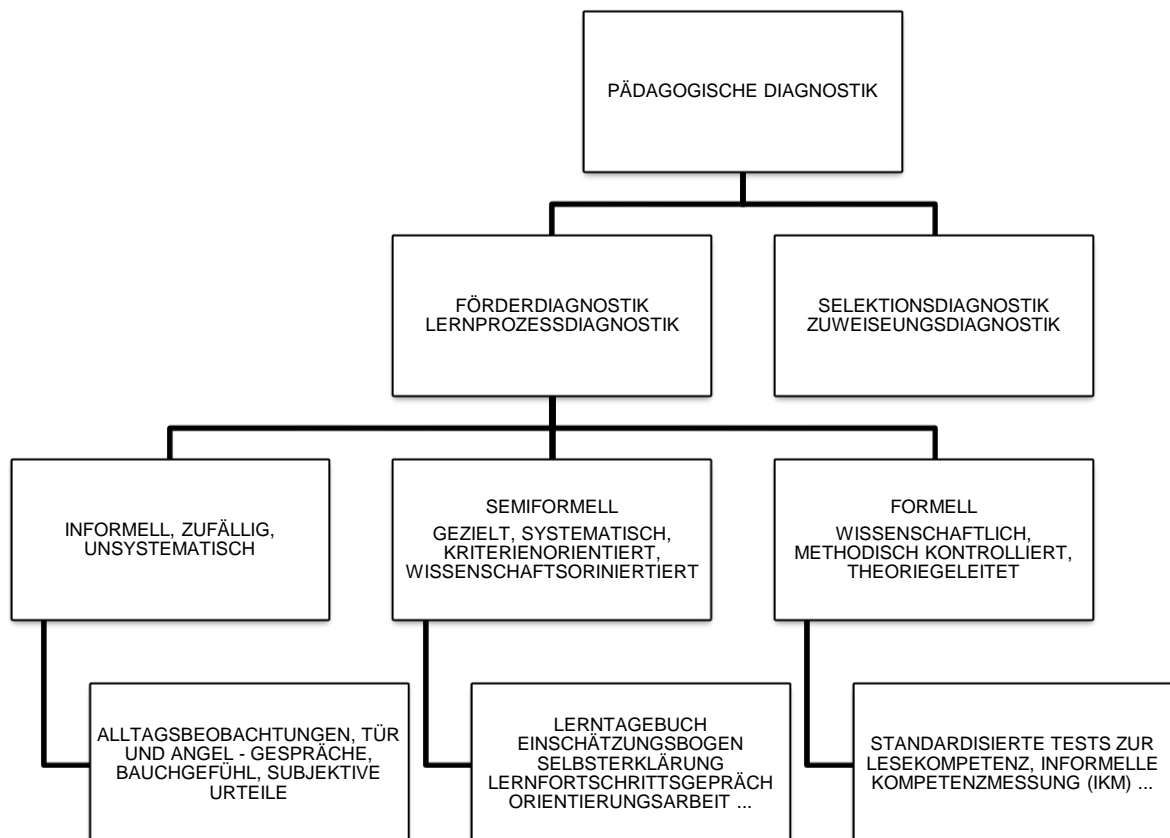 PÄDAGOGISCHE DIAGNOSTIK
FÖRDERDIAGNOSTIK
LERNPROZESSDIAGNOSTIK
SELEKTIONSDIAGNOSTIK
ZUWEISEUNGSDIAGNOSTIK
INFORMELL, ZUFÄLLIG,
UNSYSTEMATISCH
SEMIFORMELL
GEZIELT, SYSTEMATISCH,
KRITERIENORIENTIERT,
WISSENSCHAFTSORINIERTIERT
FORMELL
WISSENSCHAFTLICH,
METHODISCH KONTROLLIERT,
THEORIEGELEITET
ALLTAGSBEOBACHTUNGEN, TÜR
UND ANGEL - GESPRÄCHE,
BAUCHGEFÜHL, SUBJEKTIVE
URTEILE
LERNTAGEBUCH
EINSCHÄTZUNGSBOGEN
SELBSTERKLÄRUNG
LERNFORTSCHRITTSGEPRÄCH
ORIENTIERUNGSARBEIT ...
STANDARDISIERTE TESTS ZUR
LESEKOMPETENZ, INFORMELLE
KOMPETENZMESSUNG (IKM) ...